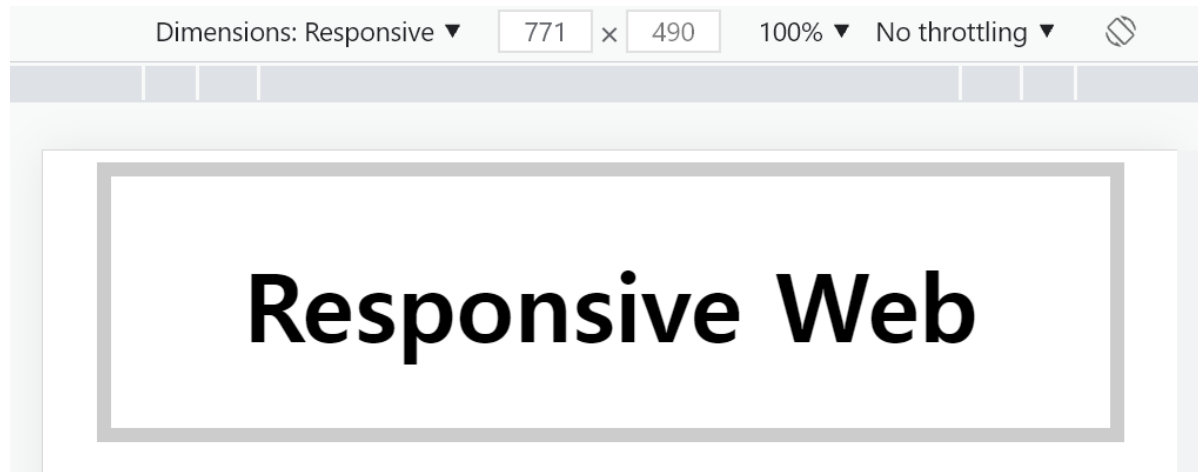 Dimensions: Responsive ▼ 771 × 490 100% ▼ No throttling ▼
Responsive Web